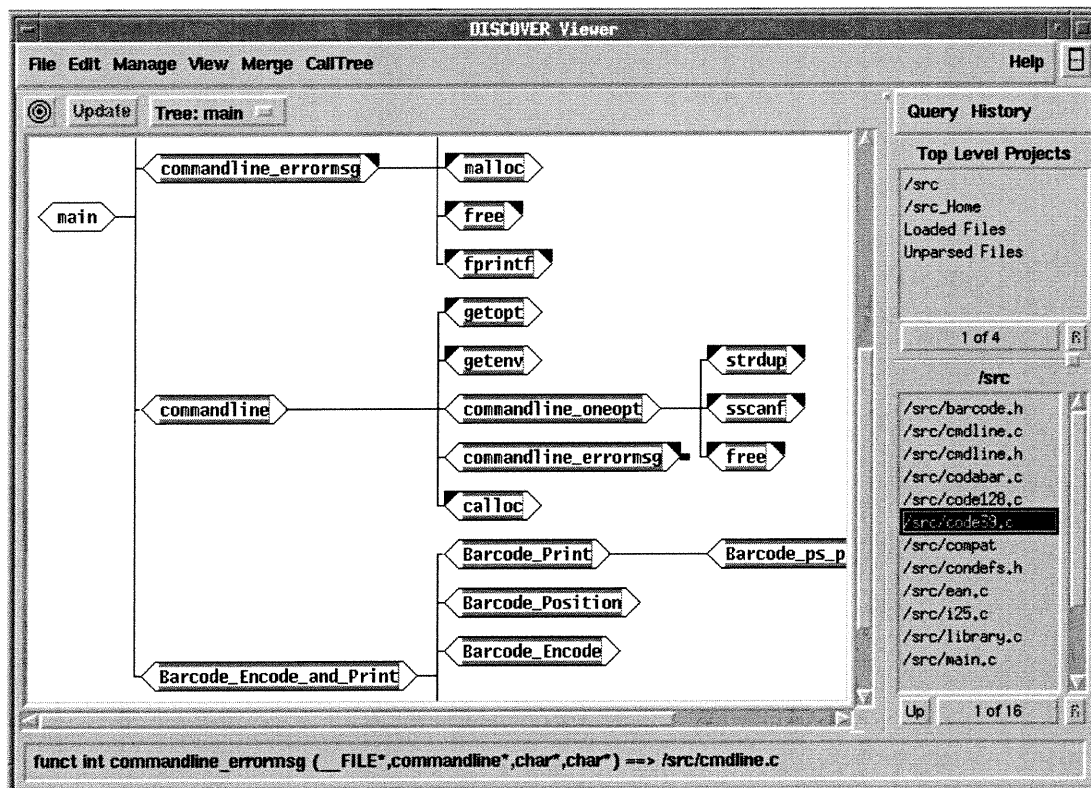 DISCOVER Viewer
File Edit Manage View Merge CallTree Help
Update Tree: main
commandline_errormsg
malloc
main
free
fprintf
getopt
getenv
strdup
commandline
commandline_oneopt
sscanf
commandline_errormsg
free
calloc
Barcode_Print
Barcode_ps_p
Barcode_Position
Barcode_Encode
Barcode_Encode_and_Print
Query History
Top Level Projects
/src
/src_Home
Loaded Files
Unparsed Files
1 of 4 R
/src
/src/barcode.h
/src/cmdline.c
/src/cmdline.h
/src/codabar.c
/src/code128.c
/src/code39.c
/src/compat
/src/condefs.h
/src/ean.c
/src/i25.c
/src/library.c
/src/main.c
Up 1 of 16 R
funct int commandline_errormsg (__FILE*,commandline*,char*,char*) ==> /src/cmdline.c